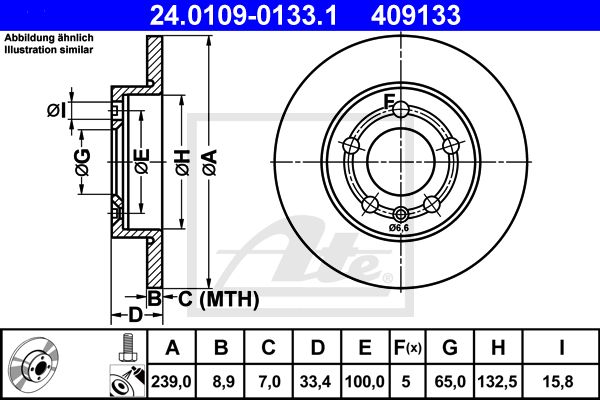 24.0109-0133.1 409133
Abbildung ähnlich
Illustration similar
ØI
ØG
ØE
ØH
ØA
F
Ø6,6
B
C (MTH)
D
Ate
®
A B C D E F(x) G H I
239,0 8,9 7,0 33,4 100,0 5 65,0 132,5 15,8